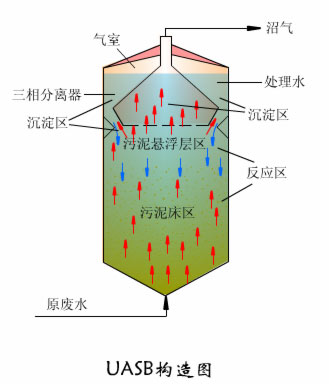 沼气
气室
处理水
三相分离器
沉淀区
沉淀区
污泥悬浮层区
反应区
污泥床区
原废水
UASB构造图